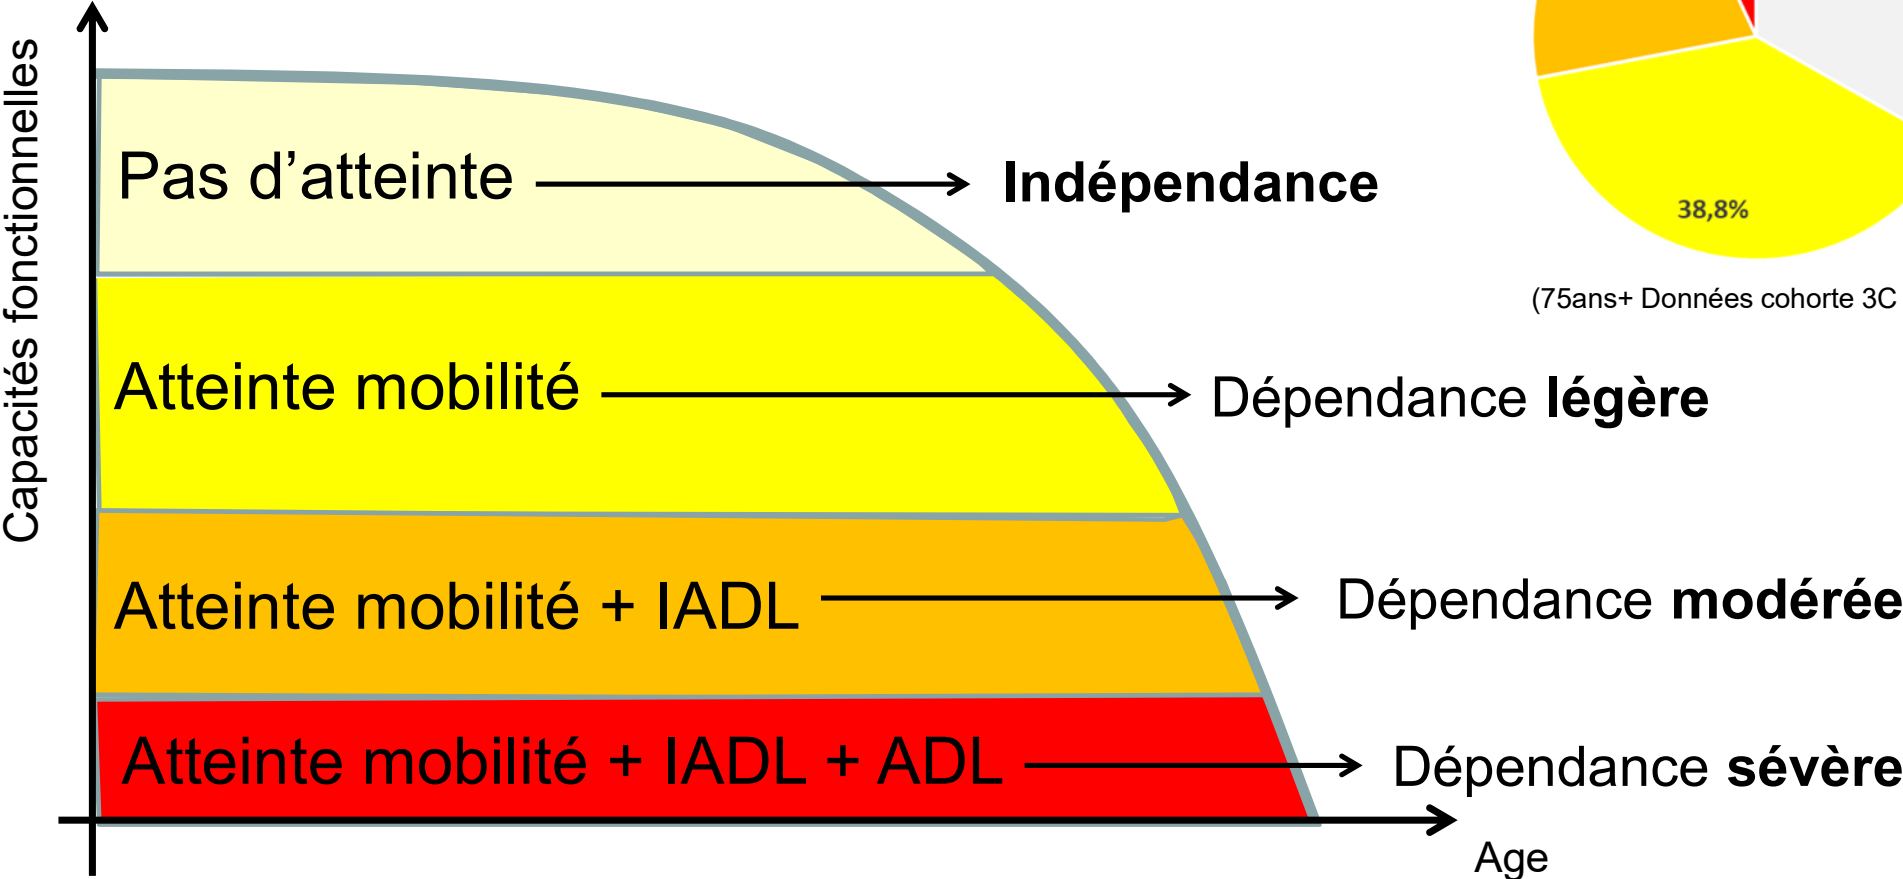 Capacités fonctionnelles
Pas d’atteinte
Indépendance
38,8%
(75ans+ Données cohorte 3C
Atteinte mobilité
Dépendance légère
Atteinte mobilité + IADL
Dépendance modérée
Atteinte mobilité + IADL + ADL
Dépendance sévère
Age